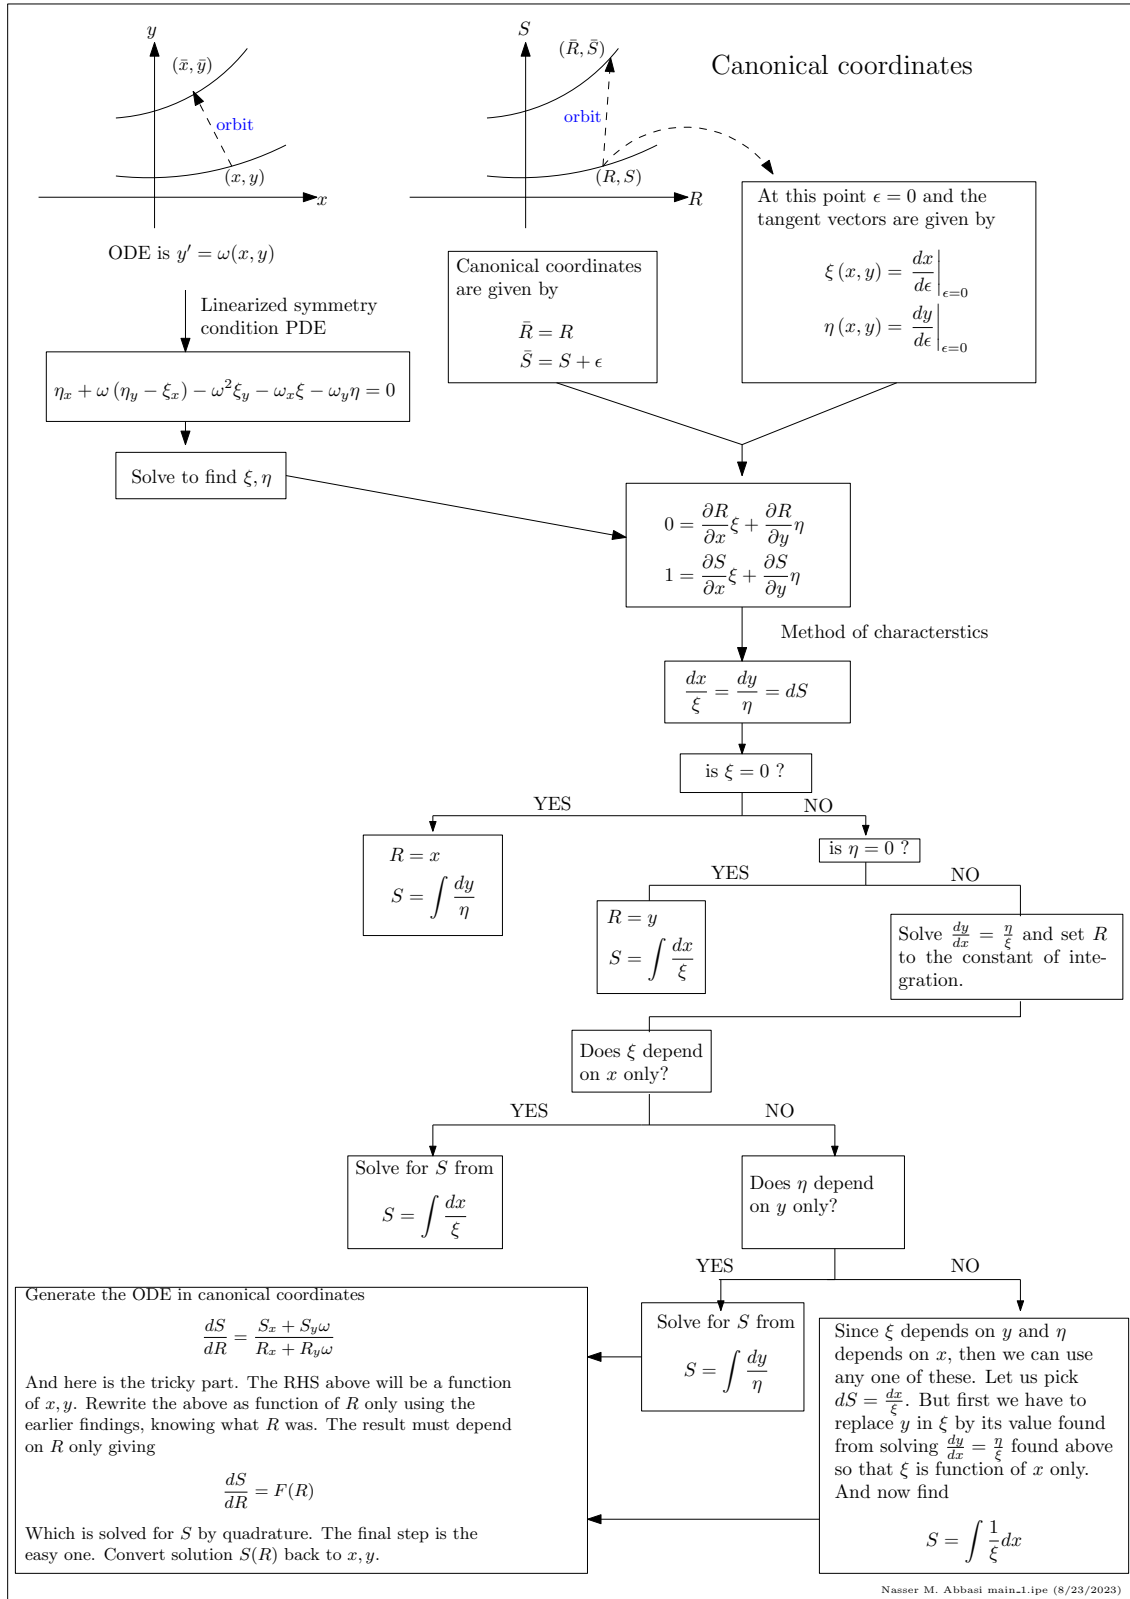 Canonical coordinates
y
(x̄, ȳ)
orbit
(x, y)
x
S
(R̄, S̄)
orbit
(R, S)
R
ODE is y′ = ω(x, y)
Linearized symmetry
condition PDE
η_x + ω (η_y − ξ_x) − ω²ξ_y − ω_xξ − ω_yη = 0
Solve to find ξ, η
Canonical coordinates
are given by
R̄ = R
S̄ = S + ϵ
At this point ϵ = 0 and the
tangent vectors are given by
ξ (x, y) = dx/dϵ|_{ϵ=0}
η (x, y) = dy/dϵ|_{ϵ=0}
0 = ∂R/∂x ξ + ∂R/∂y η
1 = ∂S/∂x ξ + ∂S/∂y η
Method of characterstics
dx/ξ = dy/η = dS
is ξ = 0 ?
YES
NO
R = x
S = ∫ dy/η
is η = 0 ?
YES
NO
R = y
S = ∫ dx/ξ
Solve dy/dx = η/ξ and set R
to the constant of inte-
gration.
Does ξ depend
on x only?
YES
NO
Solve for S from
S = ∫ dx/ξ
Does η depend
on y only?
YES
NO
Solve for S from
S = ∫ dy/η
Since ξ depends on y and η
depends on x, then we can use
any one of these. Let us pick
dS = dx/ξ. But first we have to
replace y in ξ by its value found
from solving dy/dx = η/ξ found above
so that ξ is function of x only.
And now find
S = ∫ 1/ξ dx
Generate the ODE in canonical coordinates
dS/dR = (S_x + S_yω)/(R_x + R_yω)
And here is the tricky part. The RHS above will be a function
of x, y. Rewrite the above as function of R only using the
earlier findings, knowing what R was. The result must depend
on R only giving
dS/dR = F(R)
Which is solved for S by quadrature. The final step is the
easy one. Convert solution S(R) back to x, y.
Nasser M. Abbasi main_1.ipe (8/23/2023)